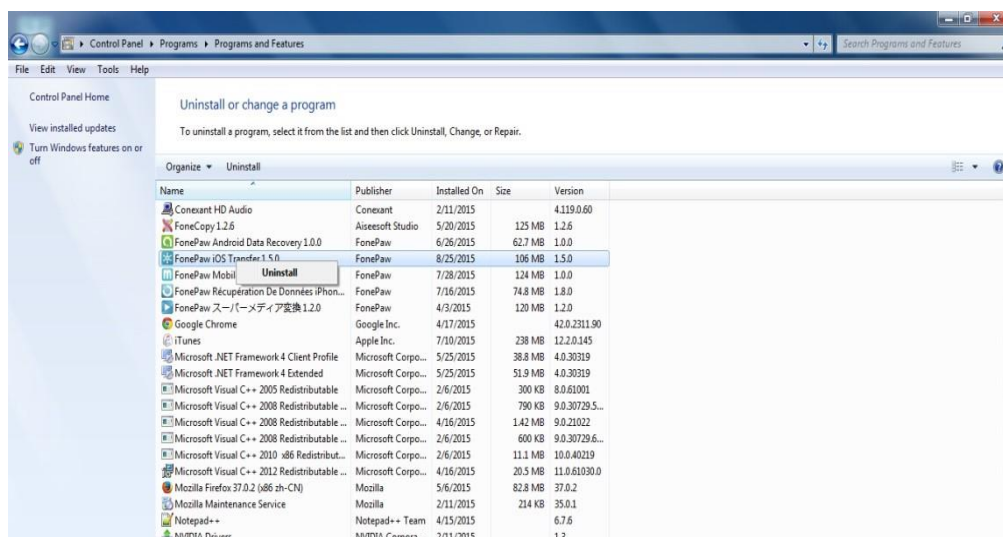 Control Panel ▸ Programs ▸ Programs and Features
Search Programs and Features
File Edit View Tools Help
Control Panel Home
View installed updates
Turn Windows features on or
off
Uninstall or change a program
To uninstall a program, select it from the list and then click Uninstall, Change, or Repair.
Organize Uninstall
Name Publisher Installed On Size Version
Conexant HD Audio Conexant 2/11/2015 4.119.0.60
FoneCopy 1.2.6 Aiseesoft Studio 5/20/2015 125 MB 1.2.6
FonePaw Android Data Recovery 1.0.0 FonePaw 6/26/2015 62.7 MB 1.0.0
FonePaw iOS Transfer 1.5.0 FonePaw 8/25/2015 106 MB 1.5.0
Uninstall
FonePaw Mobil FonePaw 7/28/2015 124 MB 1.0.0
FonePaw Récupération De Données iPhon... FonePaw 7/16/2015 74.8 MB 1.8.0
FonePaw スーパーメディア変換 1.2.0 FonePaw 4/3/2015 120 MB 1.2.0
Google Chrome Google Inc. 4/17/2015 42.0.2311.90
iTunes Apple Inc. 7/10/2015 238 MB 12.2.0.145
Microsoft .NET Framework 4 Client Profile Microsoft Corpo... 5/25/2015 38.8 MB 4.0.30319
Microsoft .NET Framework 4 Extended Microsoft Corpo... 5/25/2015 51.9 MB 4.0.30319
Microsoft Visual C++ 2005 Redistributable Microsoft Corpo... 2/6/2015 300 KB 8.0.61001
Microsoft Visual C++ 2008 Redistributable ... Microsoft Corpo... 2/6/2015 790 KB 9.0.30729.5...
Microsoft Visual C++ 2008 Redistributable ... Microsoft Corpo... 4/16/2015 1.42 MB 9.0.21022
Microsoft Visual C++ 2008 Redistributable ... Microsoft Corpo... 2/6/2015 600 KB 9.0.30729.6...
Microsoft Visual C++ 2010 x86 Redistribut... Microsoft Corpo... 2/6/2015 11.1 MB 10.0.40219
Microsoft Visual C++ 2012 Redistributable ... Microsoft Corpo... 4/16/2015 20.5 MB 11.0.61030.0
Mozilla Firefox 37.0.2 (x86 zh-CN) Mozilla 5/6/2015 82.8 MB 37.0.2
Mozilla Maintenance Service Mozilla 2/11/2015 214 KB 35.0.1
Notepad++ Notepad++ Team 4/15/2015 6.7.6
NVIDIA Drivers NVIDIA Corpora... 2/11/2015 1.3